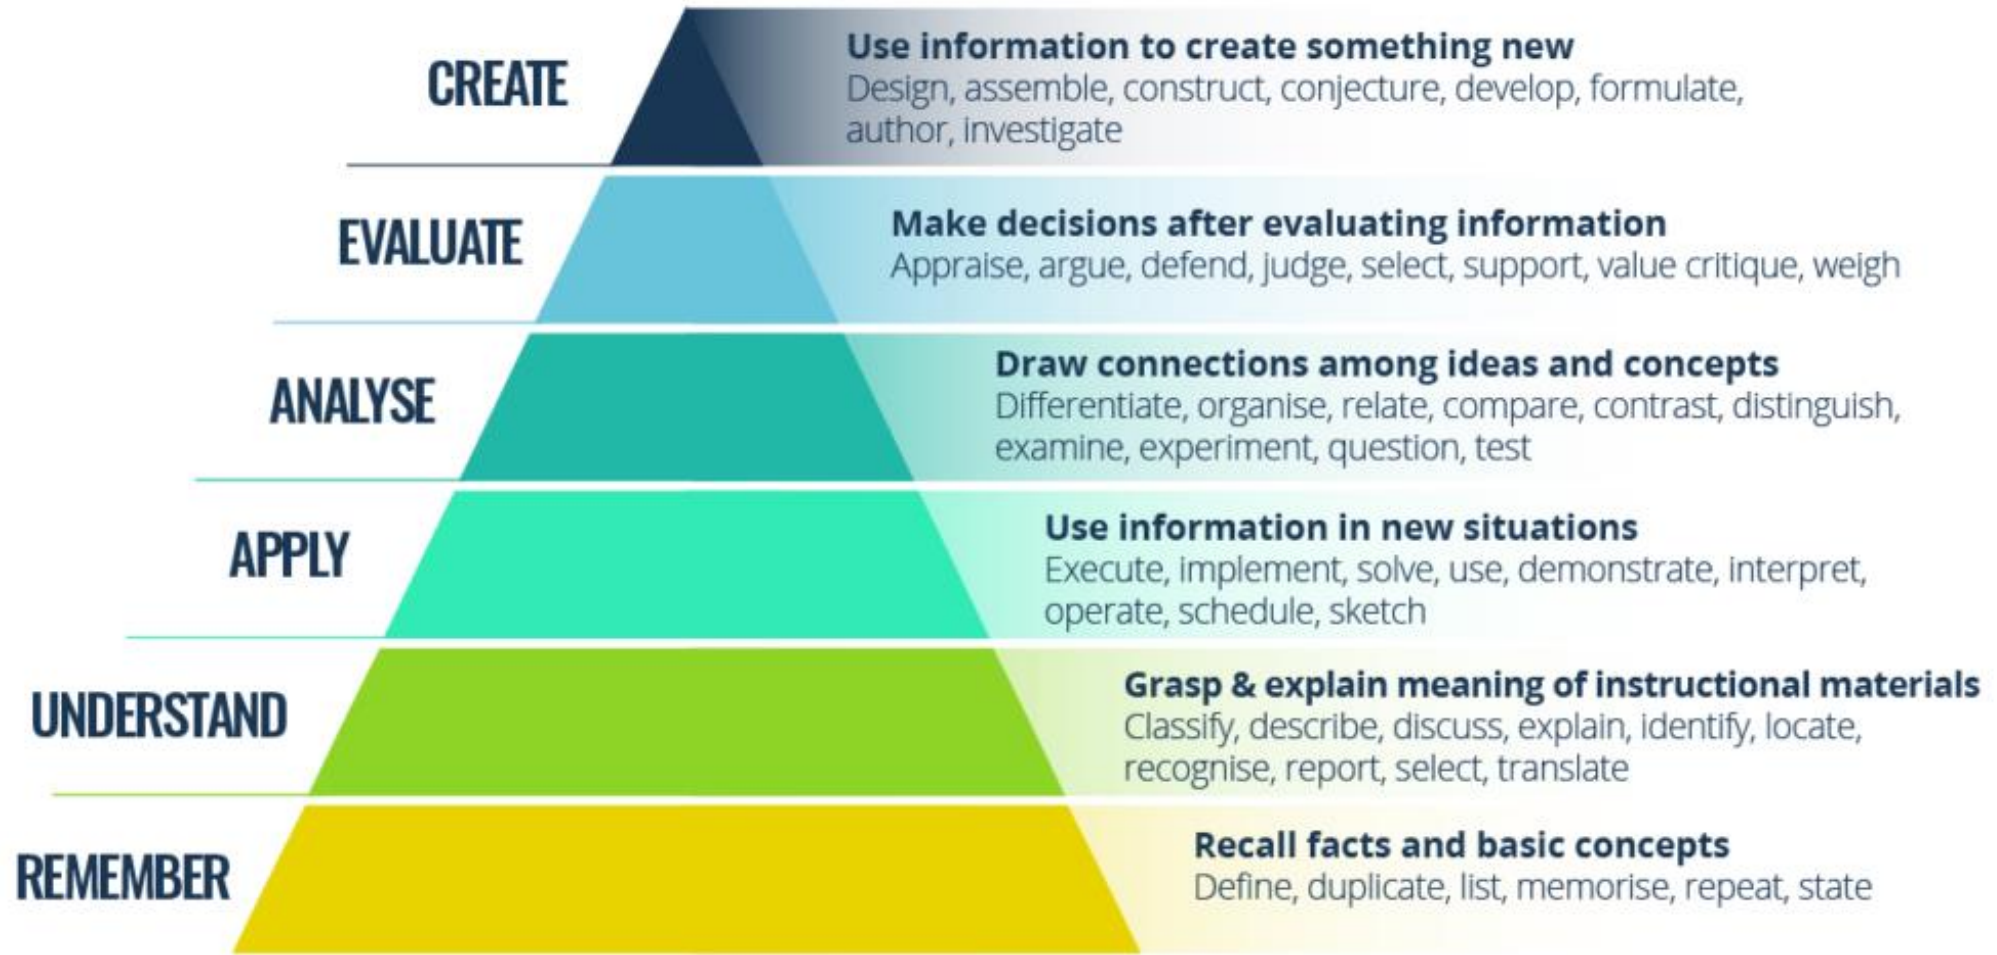 CREATE
Use information to create something new
Design, assemble, construct, conjecture, develop, formulate,
author, investigate
EVALUATE
Make decisions after evaluating information
Appraise, argue, defend, judge, select, support, value critique, weigh
ANALYSE
Draw connections among ideas and concepts
Differentiate, organise, relate, compare, contrast, distinguish,
examine, experiment, question, test
APPLY
Use information in new situations
Execute, implement, solve, use, demonstrate, interpret,
operate, schedule, sketch
UNDERSTAND
Grasp & explain meaning of instructional materials
Classify, describe, discuss, explain, identify, locate,
recognise, report, select, translate
REMEMBER
Recall facts and basic concepts
Define, duplicate, list, memorise, repeat, state